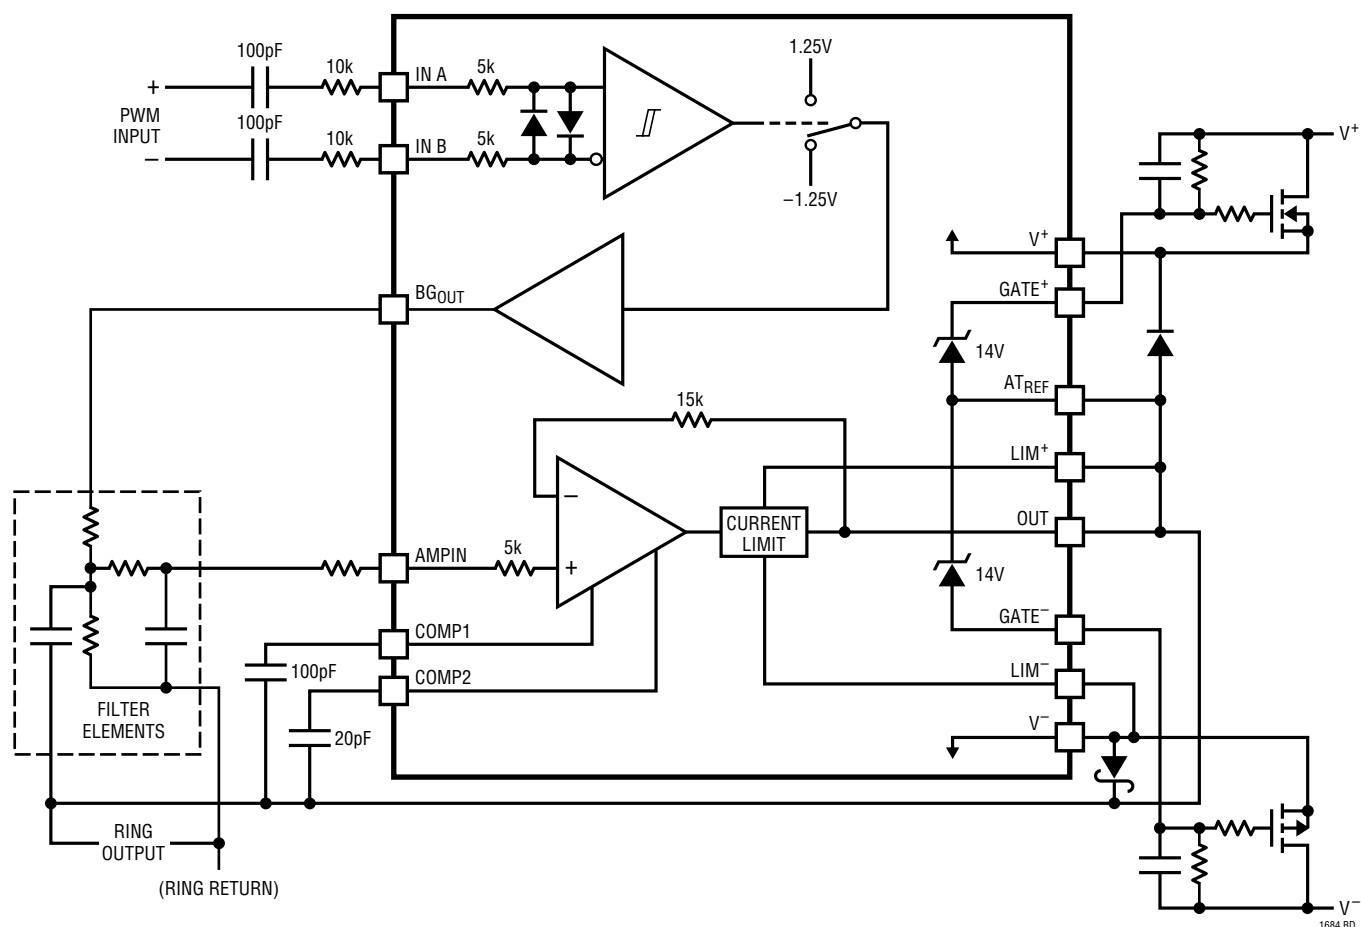 100pF
10k
IN A
5k
1.25V
+
PWM
INPUT
–
100pF
10k
IN B
5k
–1.25V
V+
V+
GATE+
BGOUT
14V
ATREF
15k
LIM+
–
CURRENT
LIMIT
OUT
AMPIN
5k
+
14V
GATE–
COMP1
100pF
COMP2
LIM–
FILTER
ELEMENTS
20pF
V–
RING
OUTPUT
(RING RETURN)
V–
1684 BD